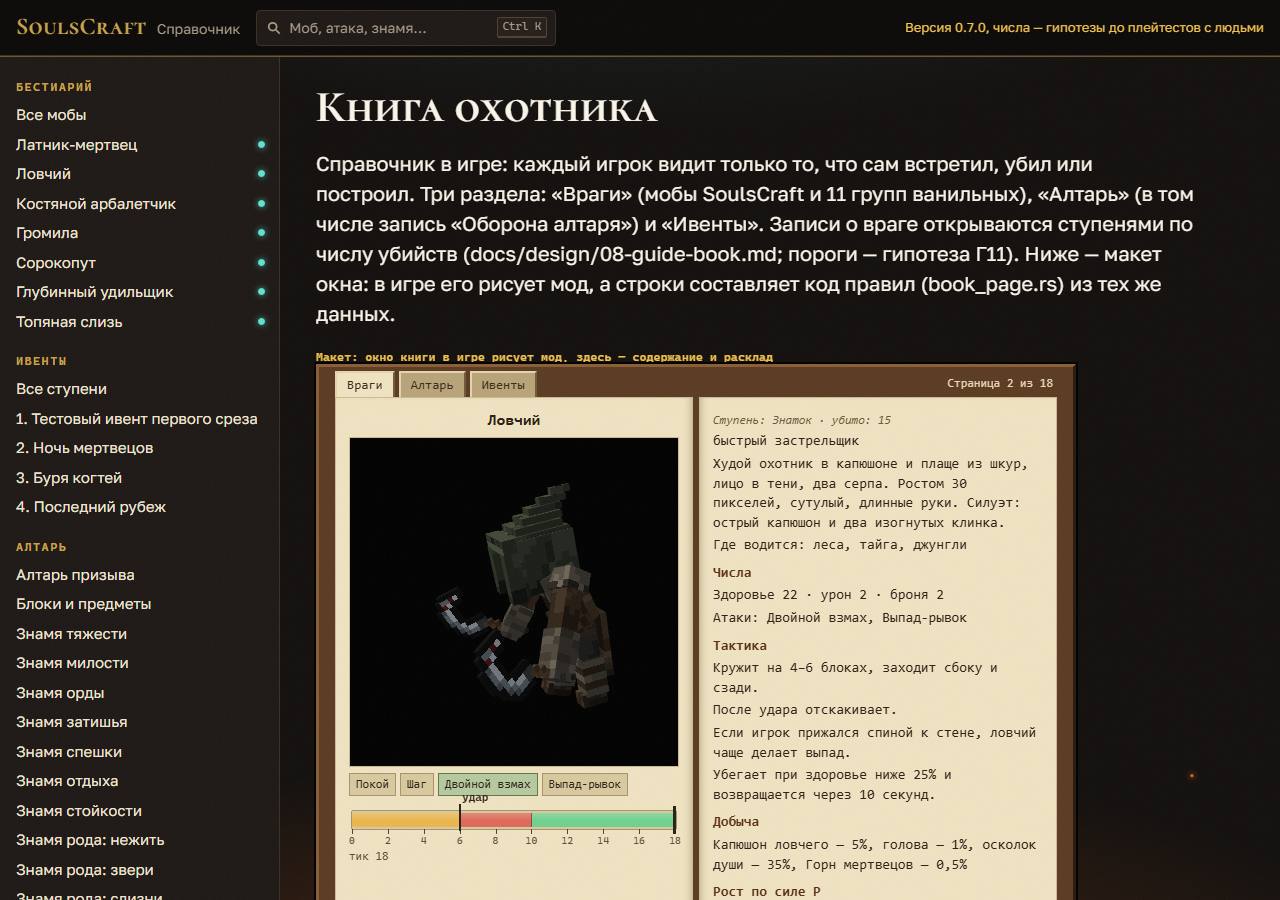 SoulsCraft Справочник
Моб, атака, знамя...
Ctrl K
Версия 0.7.0, числа — гипотезы до плейтестов с людьми
БЕСТИАРИЙ
Все мобы
Латник-мертвец
Ловчий
Костяной арбалетчик
Громила
Сорокопут
Глубинный удильщик
Топяная слизь
ИВЕНТЫ
Все ступени
1. Тестовый ивент первого среза
2. Ночь мертвецов
3. Буря когтей
4. Последний рубеж
АЛТАРЬ
Алтарь призыва
Блоки и предметы
Знамя тяжести
Знамя милости
Знамя орды
Знамя затишья
Знамя спешки
Знамя отдыха
Знамя стойкости
Знамя рода: нежить
Знамя рода: звери
Знамя рода: слизни
Книга охотника
Справочник в игре: каждый игрок видит только то, что сам встретил, убил или
построил. Три раздела: «Враги» (мобы SoulsCraft и 11 групп ванильных), «Алтарь» (в том
числе запись «Оборона алтаря») и «Ивенты». Записи о враге открываются ступенями по
числу убийств (docs/design/08-guide-book.md; пороги — гипотеза Г11). Ниже — макет
окна: в игре его рисует мод, а строки составляет код правил (book_page.rs) из тех же
данных.
Макет: окно книги в игре рисует мод, здесь — содержание и расклад
Враги
Алтарь
Ивенты
Страница 2 из 18
Ловчий
Покой
Шаг
Двойной взмах
Выпад-рывок
удар
0 2 4 6 8 10 12 14 16 18
тик 18
Ступень: Знаток · убито: 15
быстрый застрельщик
Худой охотник в капюшоне и плаще из шкур,
лицо в тени, два серпа. Ростом 30
пикселей, сутулый, длинные руки. Силуэт:
острый капюшон и два изогнутых клинка.
Где водится: леса, тайга, джунгли
Числа
Здоровье 22 · урон 2 · броня 2
Атаки: Двойной взмах, Выпад-рывок
Тактика
Кружит на 4–6 блоках, заходит сбоку и
сзади.
После удара отскакивает.
Если игрок прижался спиной к стене, ловчий
чаще делает выпад.
Убегает при здоровье ниже 25% и
возвращается через 10 секунд.
Добыча
Капюшон ловчего — 5%, голова — 1%, осколок
души — 35%, Горн мертвецов — 0,5%
Рост по силе P